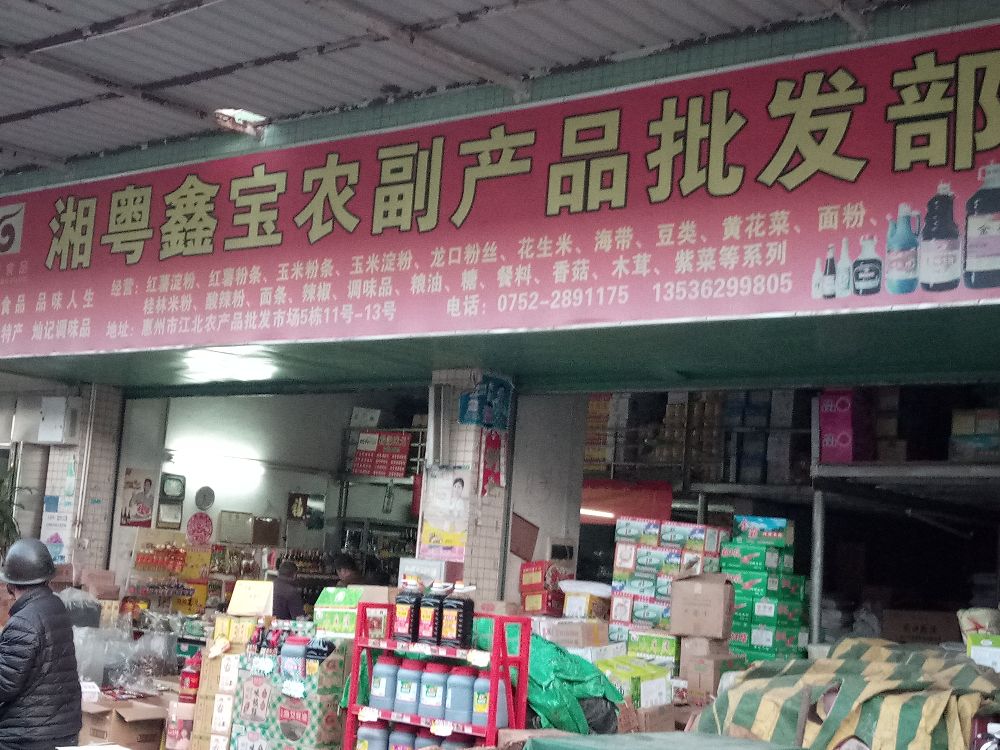 湘粤鑫宝农副产品批发部
食品
食品 品味人生
特产 地记调味品
经营：红薯淀粉、红薯粉条、玉米粉条、玉米淀粉、龙口粉丝、花生米、海带、豆类、黄花菜、面粉、
桂林米粉、酸辣粉、面条、辣椒、调味品、粮油、糖、餐料、香菇、木茸、紫菜等系列
地址：惠州市江北农产品批发市场5栋11号-13号
电话：0752-2891175 13536299805